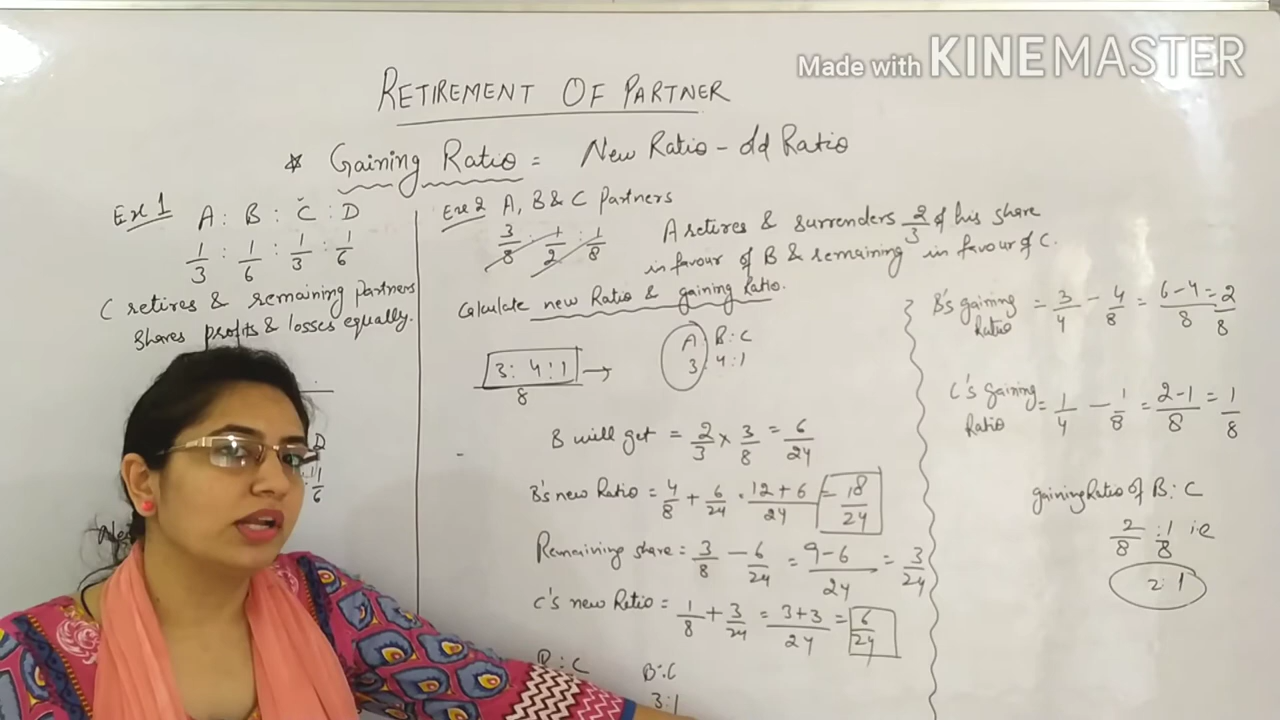 Made with KINEMASTER
RETIREMENT OF PARTNER
* Gaining Ratio = New Ratio - Old Ratio
Ex 1 A : B : C : D
1/3 : 1/6 : 1/3 : 1/6
C retires & remaining partners
shares profits & losses equally.
D
1/6
Ex 2 A, B & C Partners
3/8 : 1/2 : 1/8
A retires & surrenders 2/3 of his share
in favour of B & remaining in favour of C.
Calculate new Ratio & gaining Ratio.
3 : 4 : 1 →
8
A : B : C
3 : 4 : 1
B will get = 2/3 × 3/8 = 6/24
B's new Ratio = 4/8 + 6/24 = 12+6/24 = 18/24
Remaining share = 3/8 - 6/24 = 9-6/24 = 3/24
C's new Ratio = 1/8 + 3/24 = 3+3/24 = 6/24
B : C
B : C
3 : 1
B's gaining Ratio = 3/4 - 4/8 = 6-4/8 = 2/8
C's gaining Ratio = 1/4 - 1/8 = 2-1/8 = 1/8
gaining Ratio of B : C
2/8 : 1/8 i.e
2 : 1